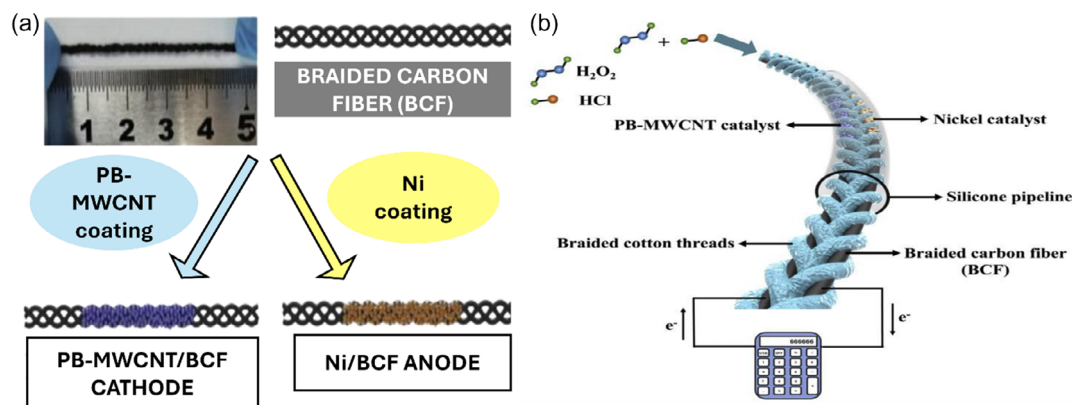 (a)
1 2 3 4 5
BRAIDED CARBON
FIBER (BCF)
PB-
MWCNT
coating
Ni
coating
PB-MWCNT/BCF
CATHODE
Ni/BCF ANODE
(b)
+
H₂O₂
HCl
PB-MWCNT catalyst
Nickel catalyst
Silicone pipeline
Braided cotton threads
Braided carbon fiber
(BCF)
e⁻
e⁻
666666